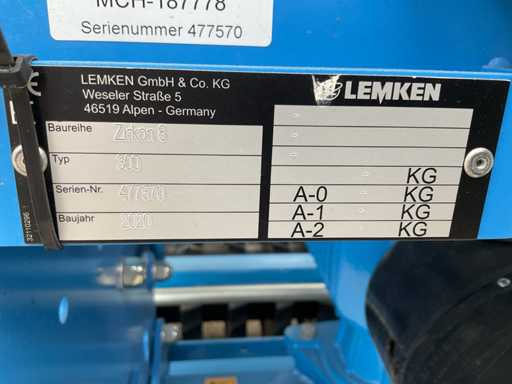 MCH-187778
Serienummer 477570
LEMKEN GmbH & Co. KG
Weseler Straße 5
46519 Alpen - Germany
LEMKEN
Baureihe Zirkon 8
Typ 300
Serien-Nr. 477570
Baujahr 2020
KG
A-0 KG
A-1 KG
A-2 KG
32110296